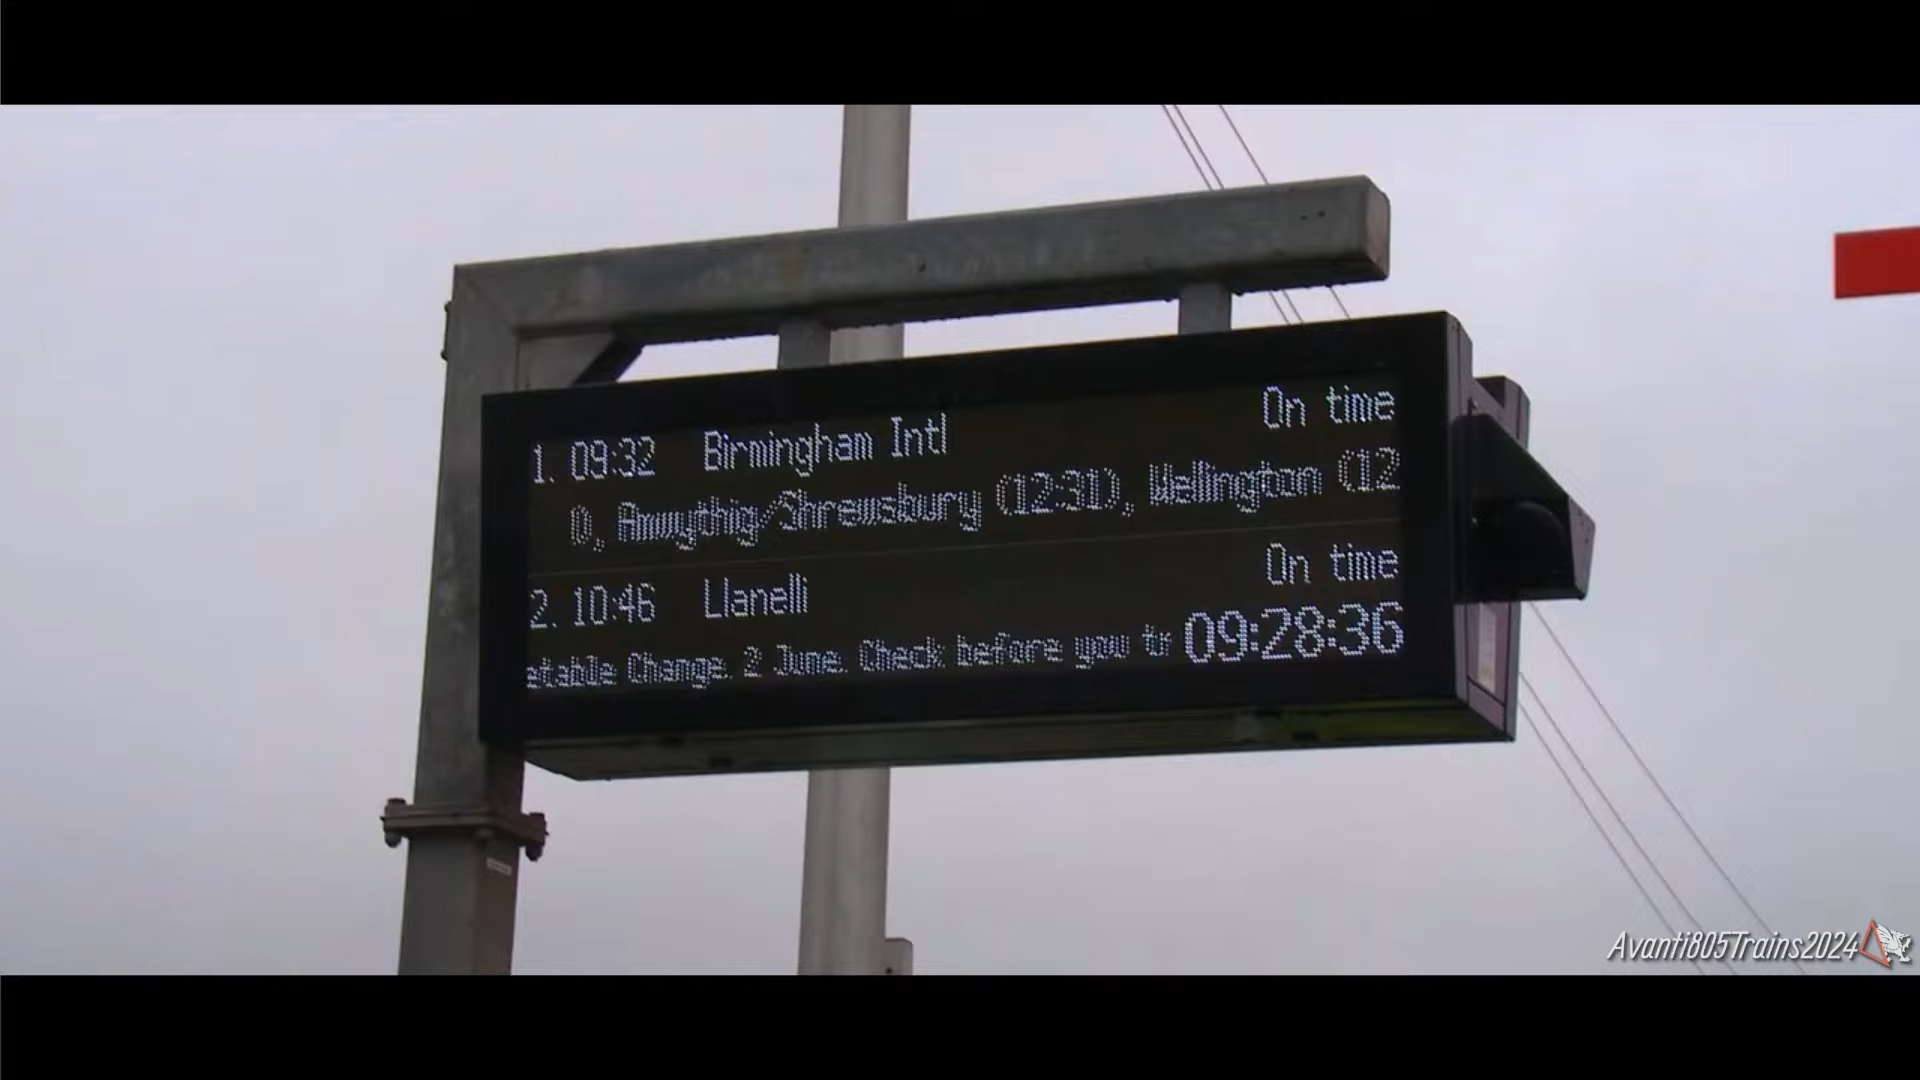 1. 09:32 Birmingham Intl On time
), Amwythig/Shrewsbury (12:31), Wellington (12
2. 10:46 Llanelli On time
etable Change. 2 June. Check before you tr 09:28:36
Avanti805Trains2024